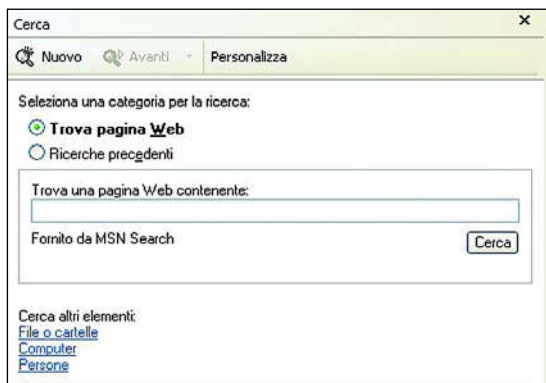 Cerca
Nuovo Avanti Personalizza
Seleziona una categoria per la ricerca:
Trova pagina Web
Ricerche precedenti
Trova una pagina Web contenente:
Fornito da MSN Search Cerca
Cerca altri elementi:
File o cartelle
Computer
Persone